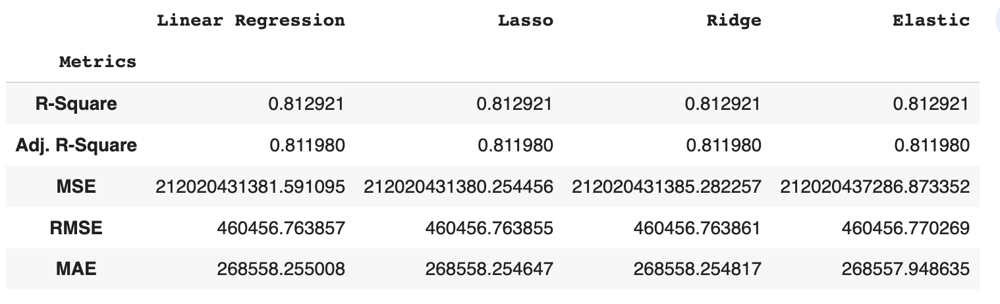 Linear Regression Lasso Ridge Elastic
Metrics
R-Square 0.812921 0.812921 0.812921 0.812921
Adj. R-Square 0.811980 0.811980 0.811980 0.811980
MSE 212020431381.591095 212020431380.254456 212020431385.282257 212020437286.873352
RMSE 460456.763857 460456.763855 460456.763861 460456.770269
MAE 268558.255008 268558.254647 268558.254817 268557.948635